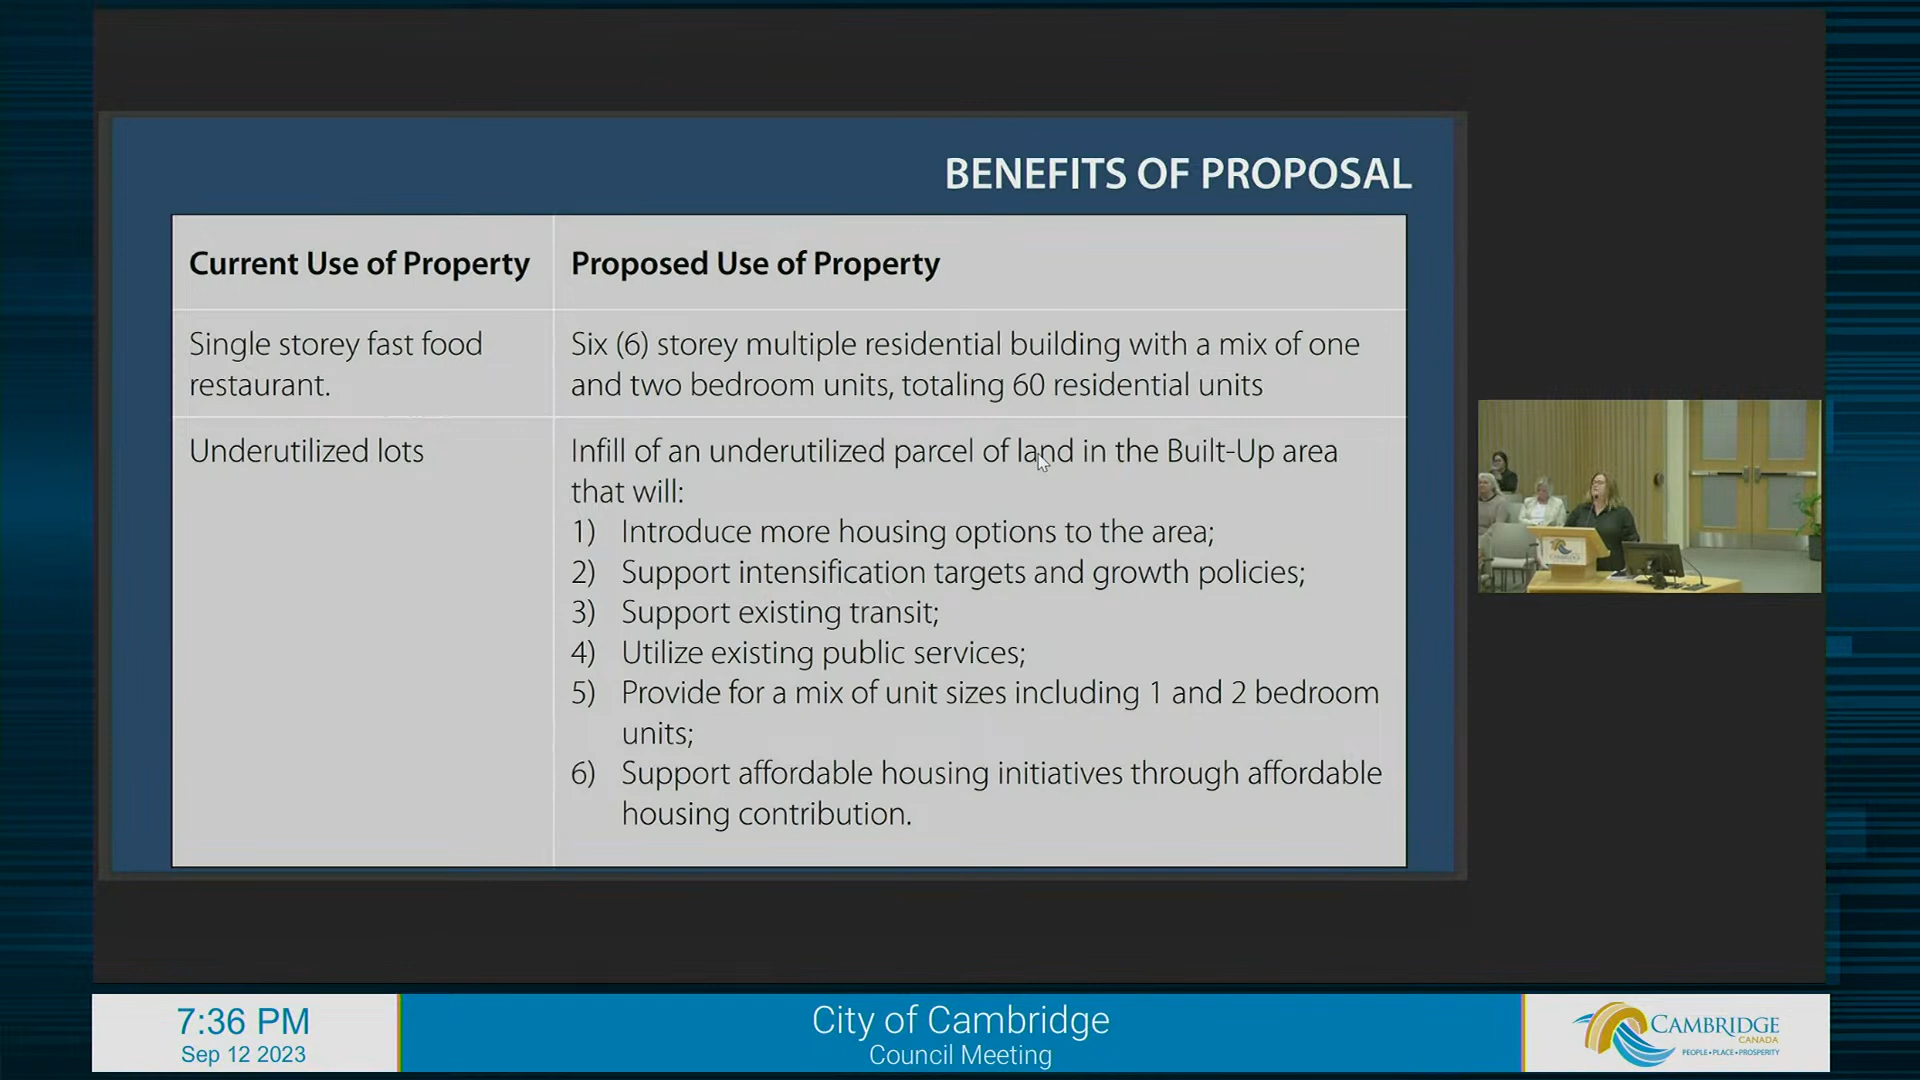 BENEFITS OF PROPOSAL
Current Use of Property
Proposed Use of Property
Single storey fast food
restaurant.
Six (6) storey multiple residential building with a mix of one
and two bedroom units, totaling 60 residential units
Underutilized lots
Infill of an underutilized parcel of land in the Built-Up area
that will:
1) Introduce more housing options to the area;
2) Support intensification targets and growth policies;
3) Support existing transit;
4) Utilize existing public services;
5) Provide for a mix of unit sizes including 1 and 2 bedroom
units;
6) Support affordable housing initiatives through affordable
housing contribution.
CAMBRIDGE
7:36 PM
Sep 12 2023
City of Cambridge
Council Meeting
CAMBRIDGE
CANADA
PEOPLE • PLACE • PROSPERITY